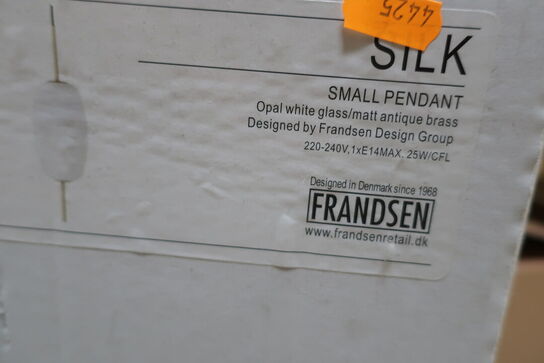 4425
SILK
SMALL PENDANT
Opal white glass/matt antique brass
Designed by Frandsen Design Group
220-240V,1xE14MAX. 25W/CFL
Designed in Denmark since 1968
FRANDSEN
www.frandsenretail.dk